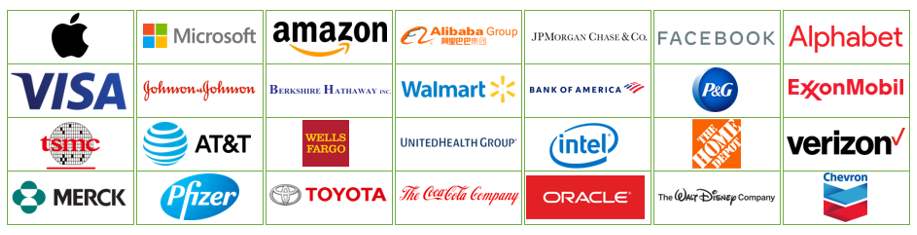 Microsoft
amazon
Alibaba Group
阿里巴巴集团
JPMORGAN CHASE & CO.
FACEBOOK
Alphabet
VISA
Johnson & Johnson
BERKSHIRE HATHAWAY INC.
Walmart
BANK OF AMERICA
P&G
ExxonMobil
tsmc
AT&T
WELLS
FARGO
UNITEDHEALTH GROUP
intel
THE
HOME
DEPOT
verizon
MERCK
Pfizer
TOYOTA
The Coca-Cola Company
ORACLE
THE WALT DISNEY Company
Chevron